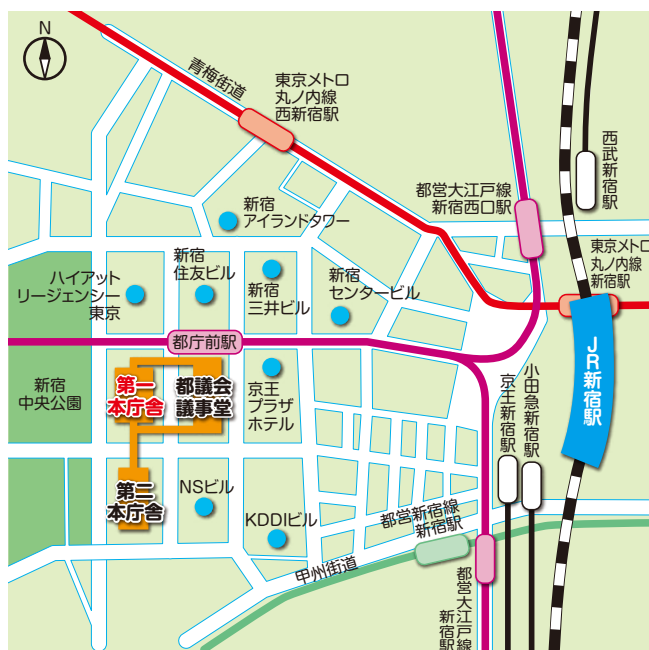 N
青梅街道
東京メトロ
丸ノ内線
西新宿駅
西武新宿駅
都営大江戸線
新宿西口駅
新宿
アイランドタワー
東京メトロ
丸ノ内線
新宿駅
ハイアット
リージェンシー
東京
新宿
住友ビル
新宿
三井ビル
新宿
センタービル
都庁前駅
JR新宿駅
小田急新宿駅
京王新宿駅
新宿
中央公園
第一
本庁舎
都議会
議事堂
京王
プラザ
ホテル
第二
本庁舎
NSビル
KDDIビル
都営新宿線
新宿駅
甲州街道
都営大江戸線
新宿駅